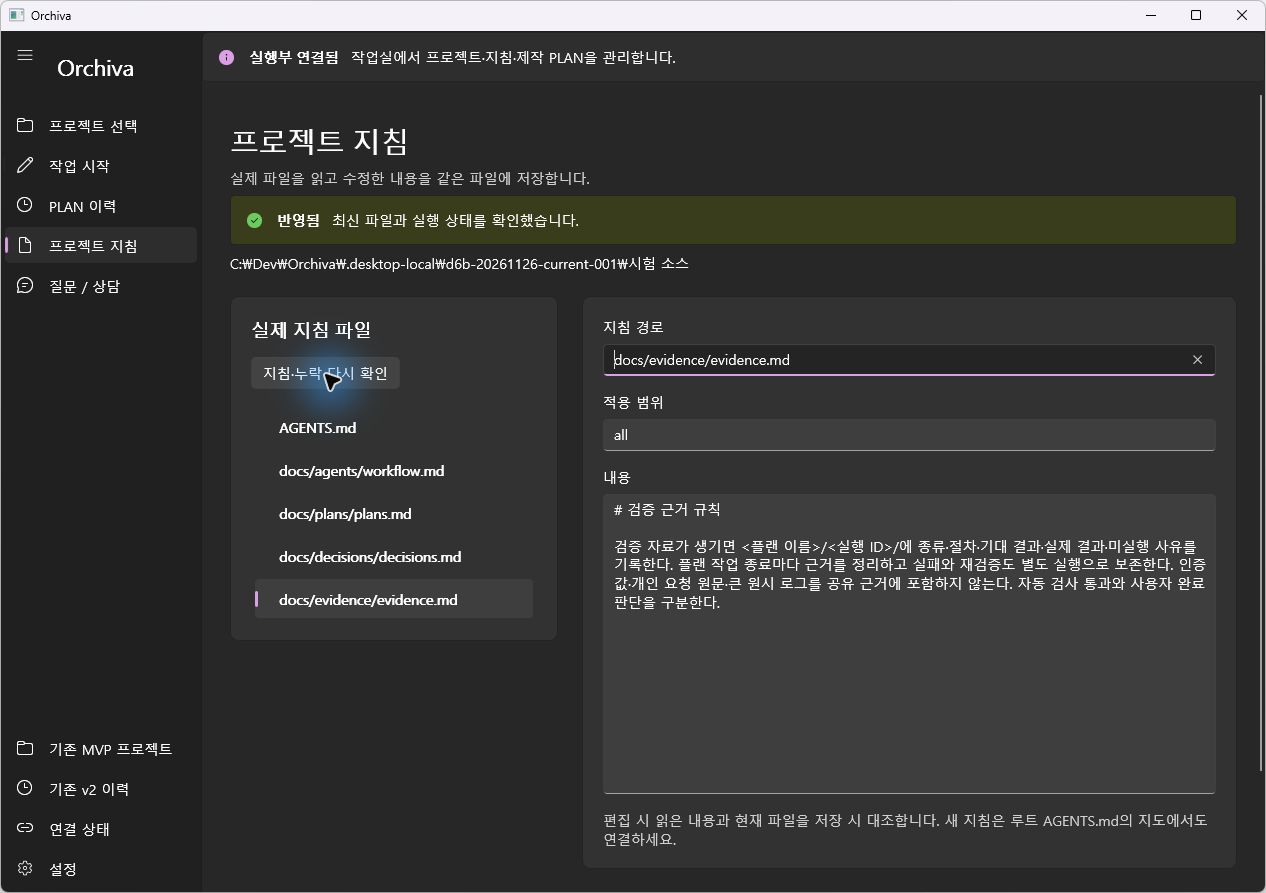 Orchiva
Orchiva
실행부 연결됨 작업실에서 프로젝트·지침·제작 PLAN을 관리합니다.
프로젝트 선택
작업 시작
PLAN 이력
프로젝트 지침
질문 / 상담
기존 MVP 프로젝트
기존 v2 이력
연결 상태
설정
프로젝트 지침
실제 파일을 읽고 수정한 내용을 같은 파일에 저장합니다.
반영됨 최신 파일과 실행 상태를 확인했습니다.
C:₩Dev₩Orchiva₩.desktop-local₩d6b-20261126-current-001₩시험 소스
실제 지침 파일
지침·누락 다시 확인
AGENTS.md
docs/agents/workflow.md
docs/plans/plans.md
docs/decisions/decisions.md
docs/evidence/evidence.md
지침 경로
docs/evidence/evidence.md
적용 범위
all
내용
# 검증 근거 규칙
검증 자료가 생기면 <플랜 이름>/<실행 ID>/에 종류·절차·기대 결과·실제 결과·미실행 사유를
기록한다. 플랜 작업 종료마다 근거를 정리하고 실패와 재검증도 별도 실행으로 보존한다. 인증
값·개인 요청 원문·큰 원시 로그를 공유 근거에 포함하지 않는다. 자동 검사 통과와 사용자 완료
판단을 구분한다.
편집 시 읽은 내용과 현재 파일을 저장 시 대조합니다. 새 지침은 루트 AGENTS.md의 지도에서도
연결하세요.